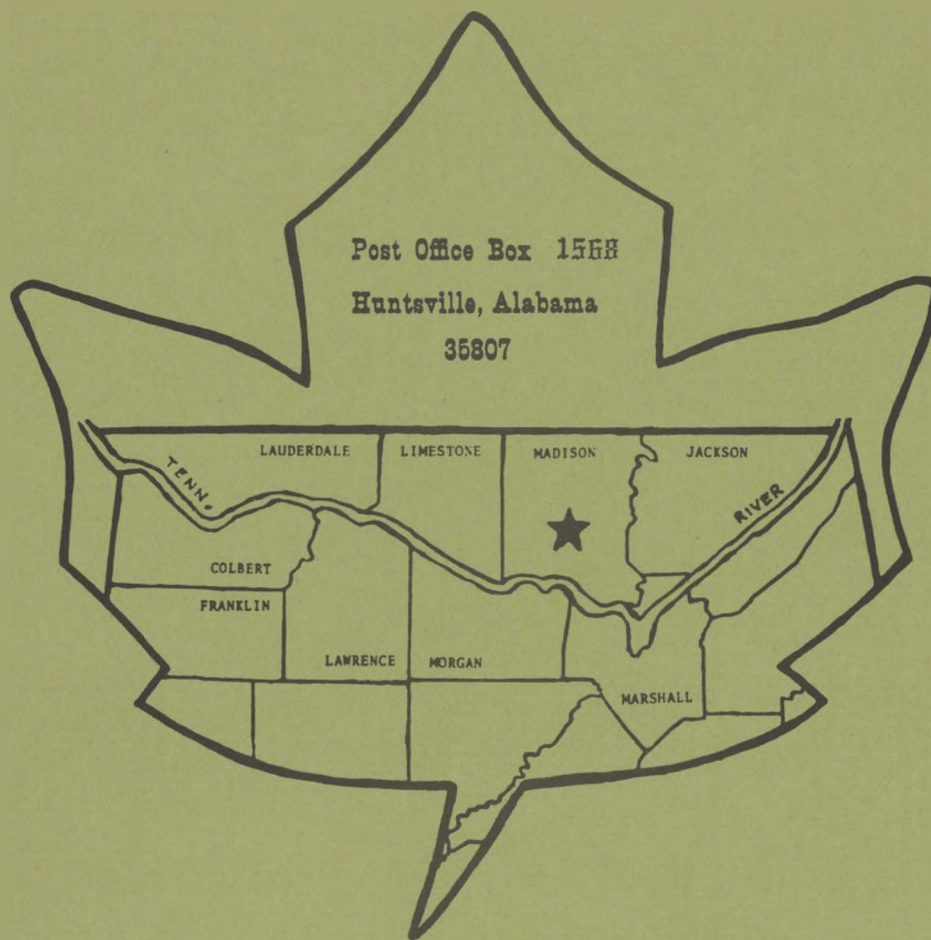 Post Office Box 1568
Huntsville, Alabama
35807
LAUDERDALE LIMESTONE MADISON JACKSON
TENN. RIVER
COLBERT
FRANKLIN
LAWRENCE MORGAN
MARSHALL